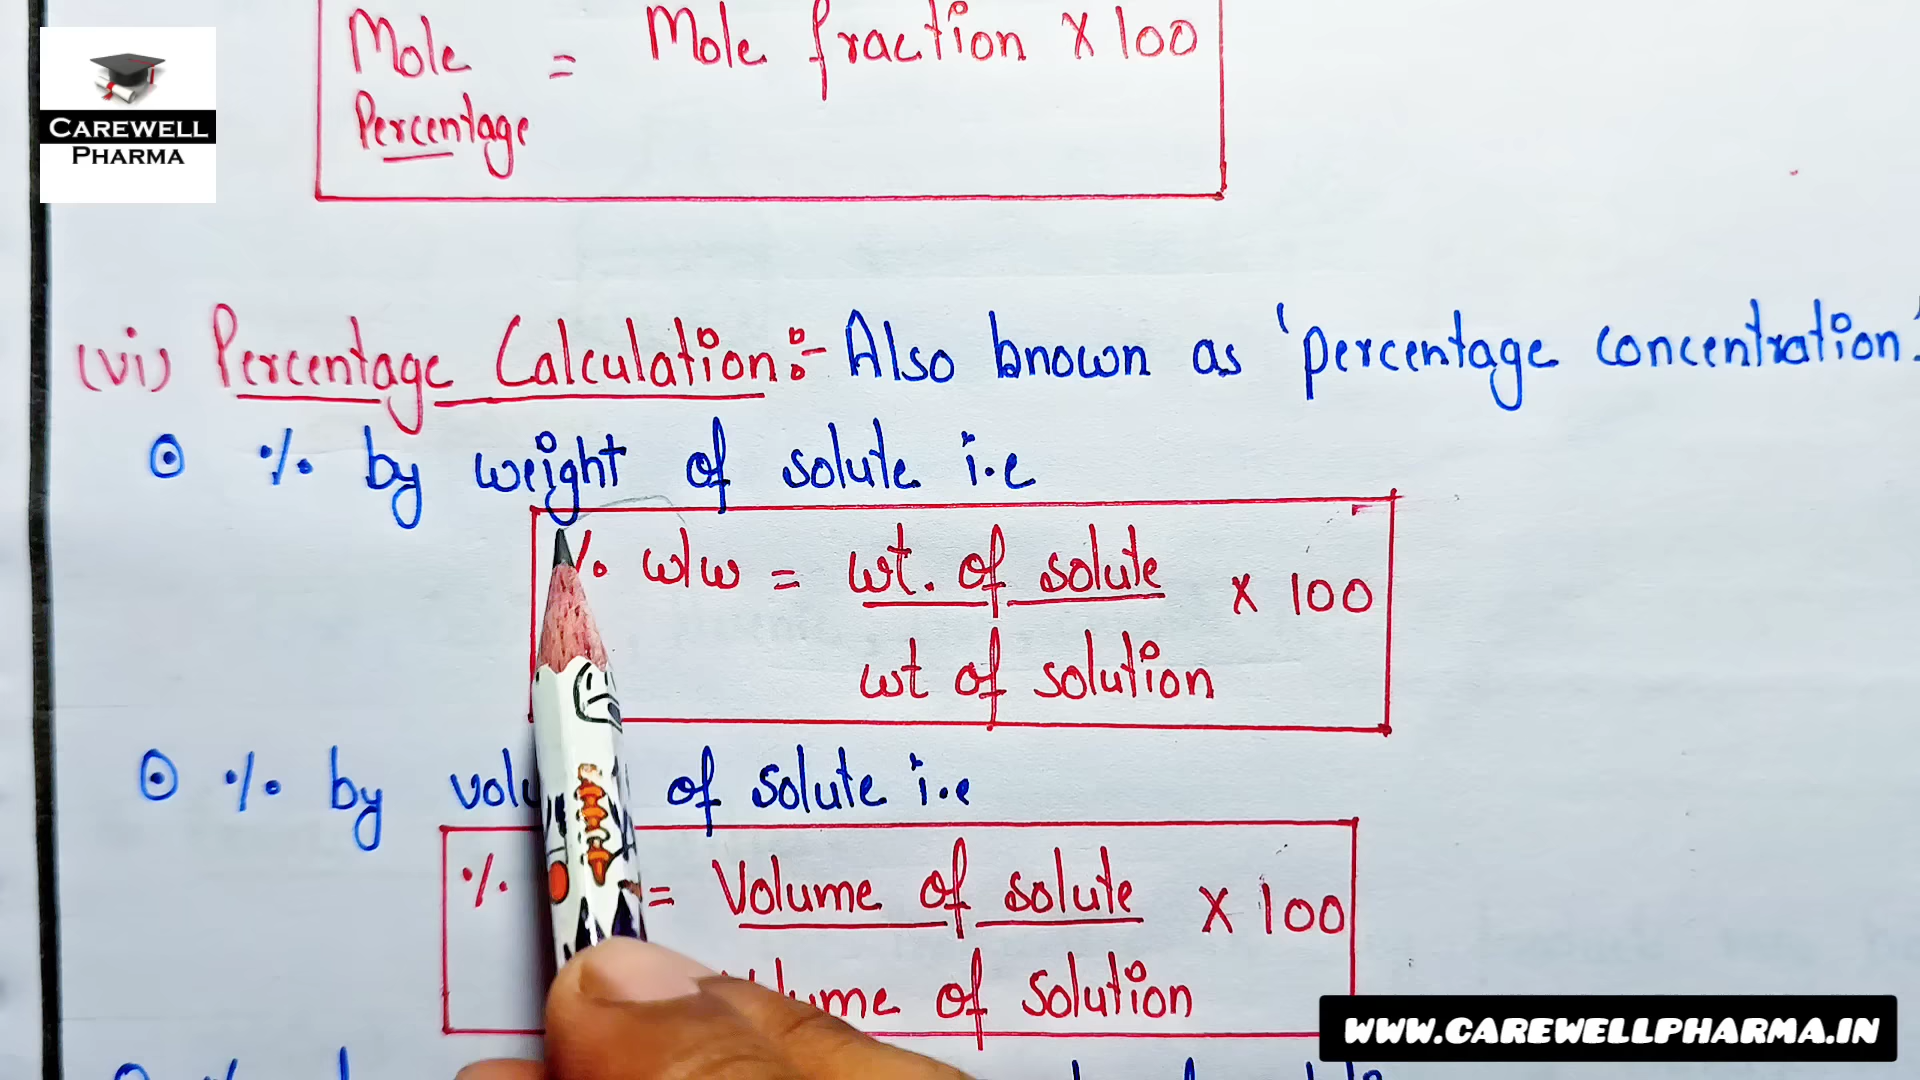 CAREWELL
PHARMA
Mole = Mole fraction X 100
Percentage
(vi) Percentage Calculation:- Also known as 'percentage concentration'.
% by weight of solute i.e
% w/w = wt. of solute x 100
wt of solution
% by of solute i.e
% = Volume of solute X 100
of solution
WWW.CAREWELLPHARMA.IN